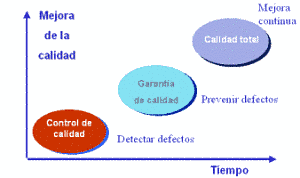 Mejora
de la
calidad
Mejora
continua
Calidad total
Garantía
de calidad
Prevenir defectos
Control de
calidad
Detectar defectos
Tiempo